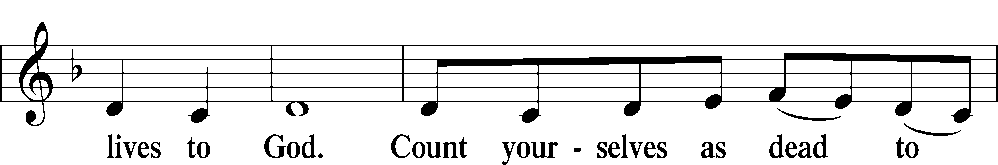 lives to God. Count your - selves as dead to